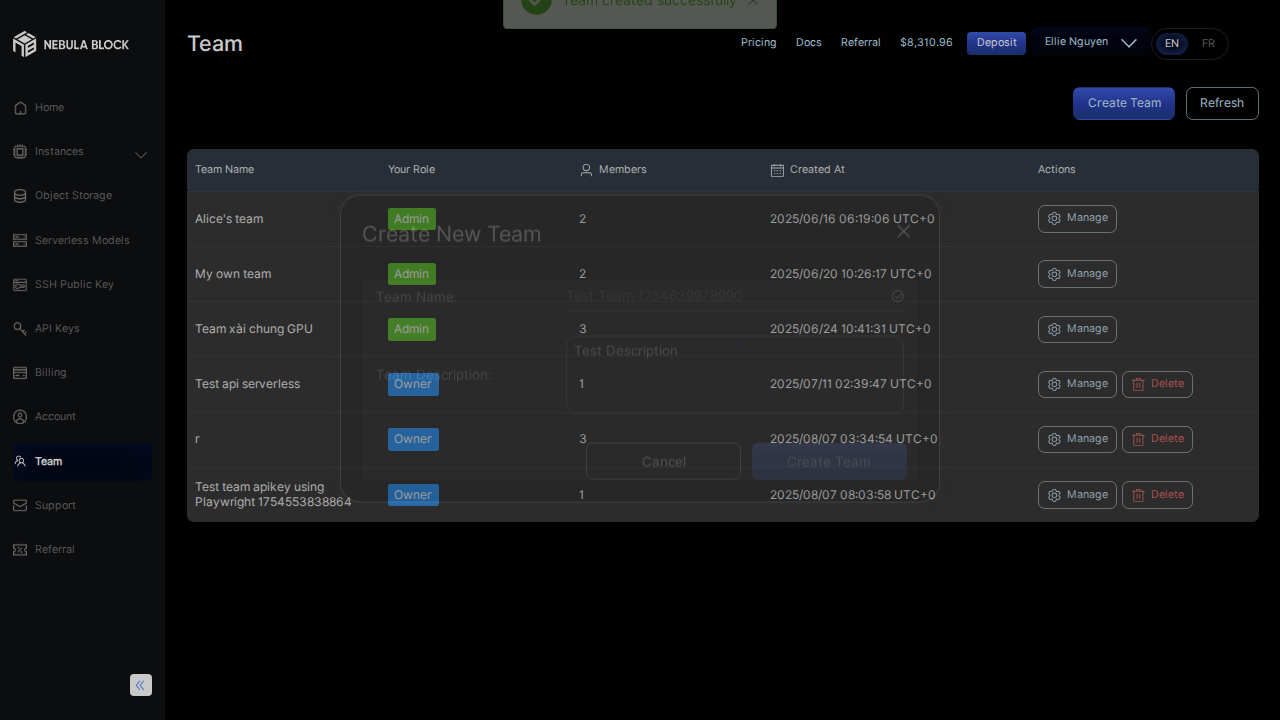 Team created successfully
NEBULA BLOCK
Team
Pricing
Docs
Referral
$8,310.96
Deposit
Ellie Nguyen
EN
FR
Home
Instances
Object Storage
Serverless Models
SSH Public Key
API Keys
Billing
Account
Team
Support
Referral
Create Team
Refresh
Team Name
Your Role
Members
Created At
Actions
Alice's team
Admin
2
2025/06/16 06:19:06 UTC+0
Manage
My own team
Admin
2
2025/06/20 10:26:17 UTC+0
Manage
Team xài chung GPU
Admin
3
2025/06/24 10:41:31 UTC+0
Manage
Test api serverless
Owner
1
2025/07/11 02:39:47 UTC+0
Manage
Delete
r
Owner
3
2025/08/07 03:34:54 UTC+0
Manage
Delete
Test team apikey using
Playwright 1754553838864
Owner
1
2025/08/07 08:03:58 UTC+0
Manage
Delete
Create New Team
Team Name:
Test Team 1754639978990
Team Description:
Test Description
Cancel
Create Team